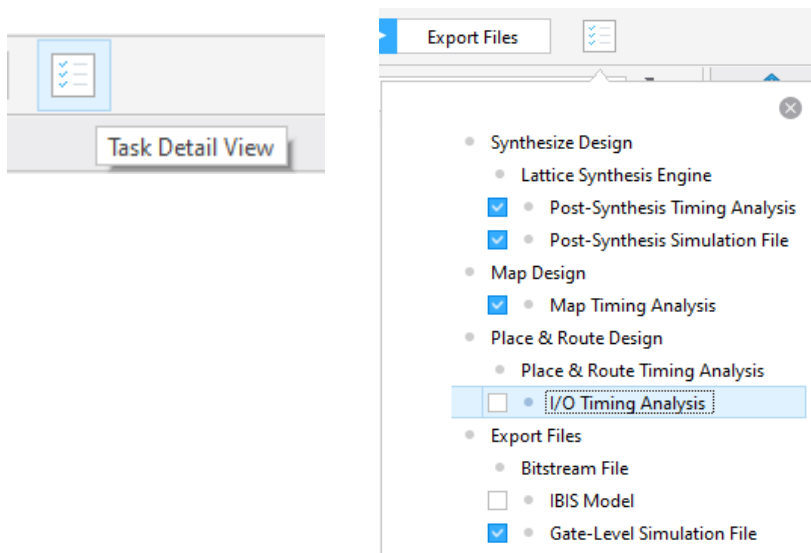 Task Detail View
Export Files
Synthesize Design
Lattice Synthesis Engine
Post-Synthesis Timing Analysis
Post-Synthesis Simulation File
Map Design
Map Timing Analysis
Place & Route Design
Place & Route Timing Analysis
I/O Timing Analysis
Export Files
Bitstream File
IBIS Model
Gate-Level Simulation File